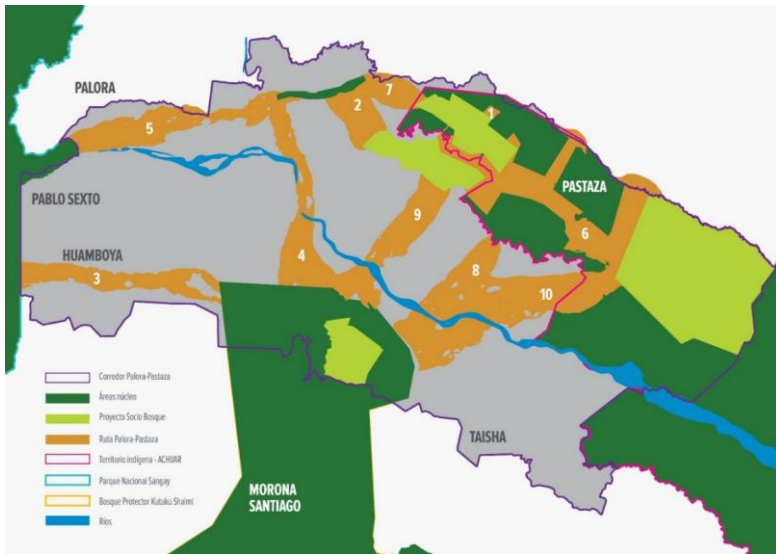 PALORA
7
2
1
5
PASTAZA
PABLO SEXTO
9
6
HUAMBOYA
4
8
3
10
Corredor Palora-Pastaza
Áreas núcleo
Proyecto Socio Bosque
Ruta Palora-Pastaza
TAISHA
Territorio indígena - ACHUAR
Parque Nacional Sangay
MORONA
SANTIAGO
Bosque Protector Kutuku Shaimi
Ríos